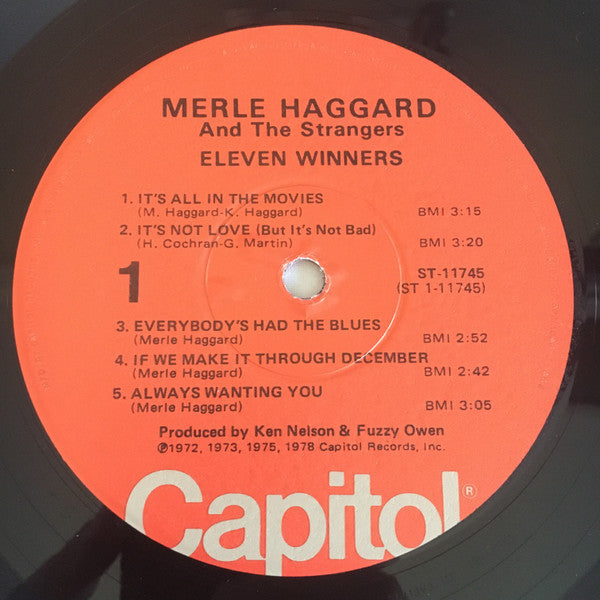 MERLE HAGGARD
And The Strangers
ELEVEN WINNERS
1. IT'S ALL IN THE MOVIES
(M. Haggard-K. Haggard) BMI 3:15
2. IT'S NOT LOVE (But It's Not Bad)
(H. Cochran-G. Martin) BMI 3:20
1
ST-11745
(ST 1-11745)
3. EVERYBODY'S HAD THE BLUES
(Merle Haggard) BMI 2:52
4. IF WE MAKE IT THROUGH DECEMBER
(Merle Haggard) BMI 2:42
5. ALWAYS WANTING YOU
(Merle Haggard) BMI 3:05
Produced by Ken Nelson & Fuzzy Owen
℗1972, 1973, 1975, 1978 Capitol Records, Inc.
Capitol®